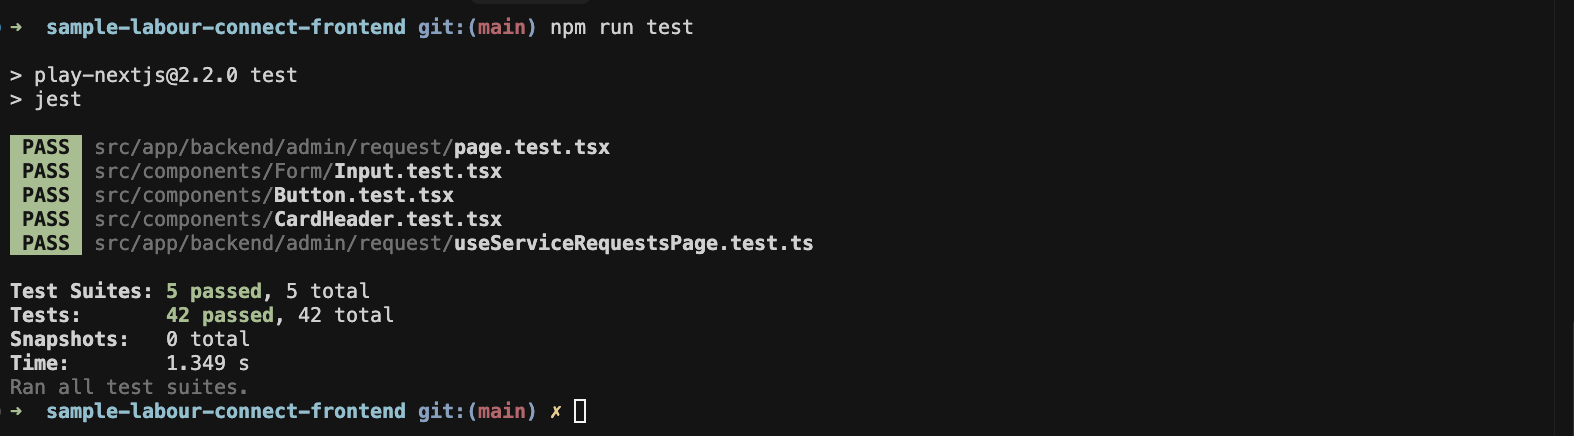 ➜  sample-labour-connect-frontend git:(main) npm run test

> play-nextjs@2.2.0 test
> jest

PASS  src/app/backend/admin/request/page.test.tsx
PASS  src/components/Form/Input.test.tsx
PASS  src/components/Button.test.tsx
PASS  src/components/CardHeader.test.tsx
PASS  src/app/backend/admin/request/useServiceRequestsPage.test.ts

Test Suites: 5 passed, 5 total
Tests:       42 passed, 42 total
Snapshots:   0 total
Time:        1.349 s
Ran all test suites.
➜  sample-labour-connect-frontend git:(main) ✗